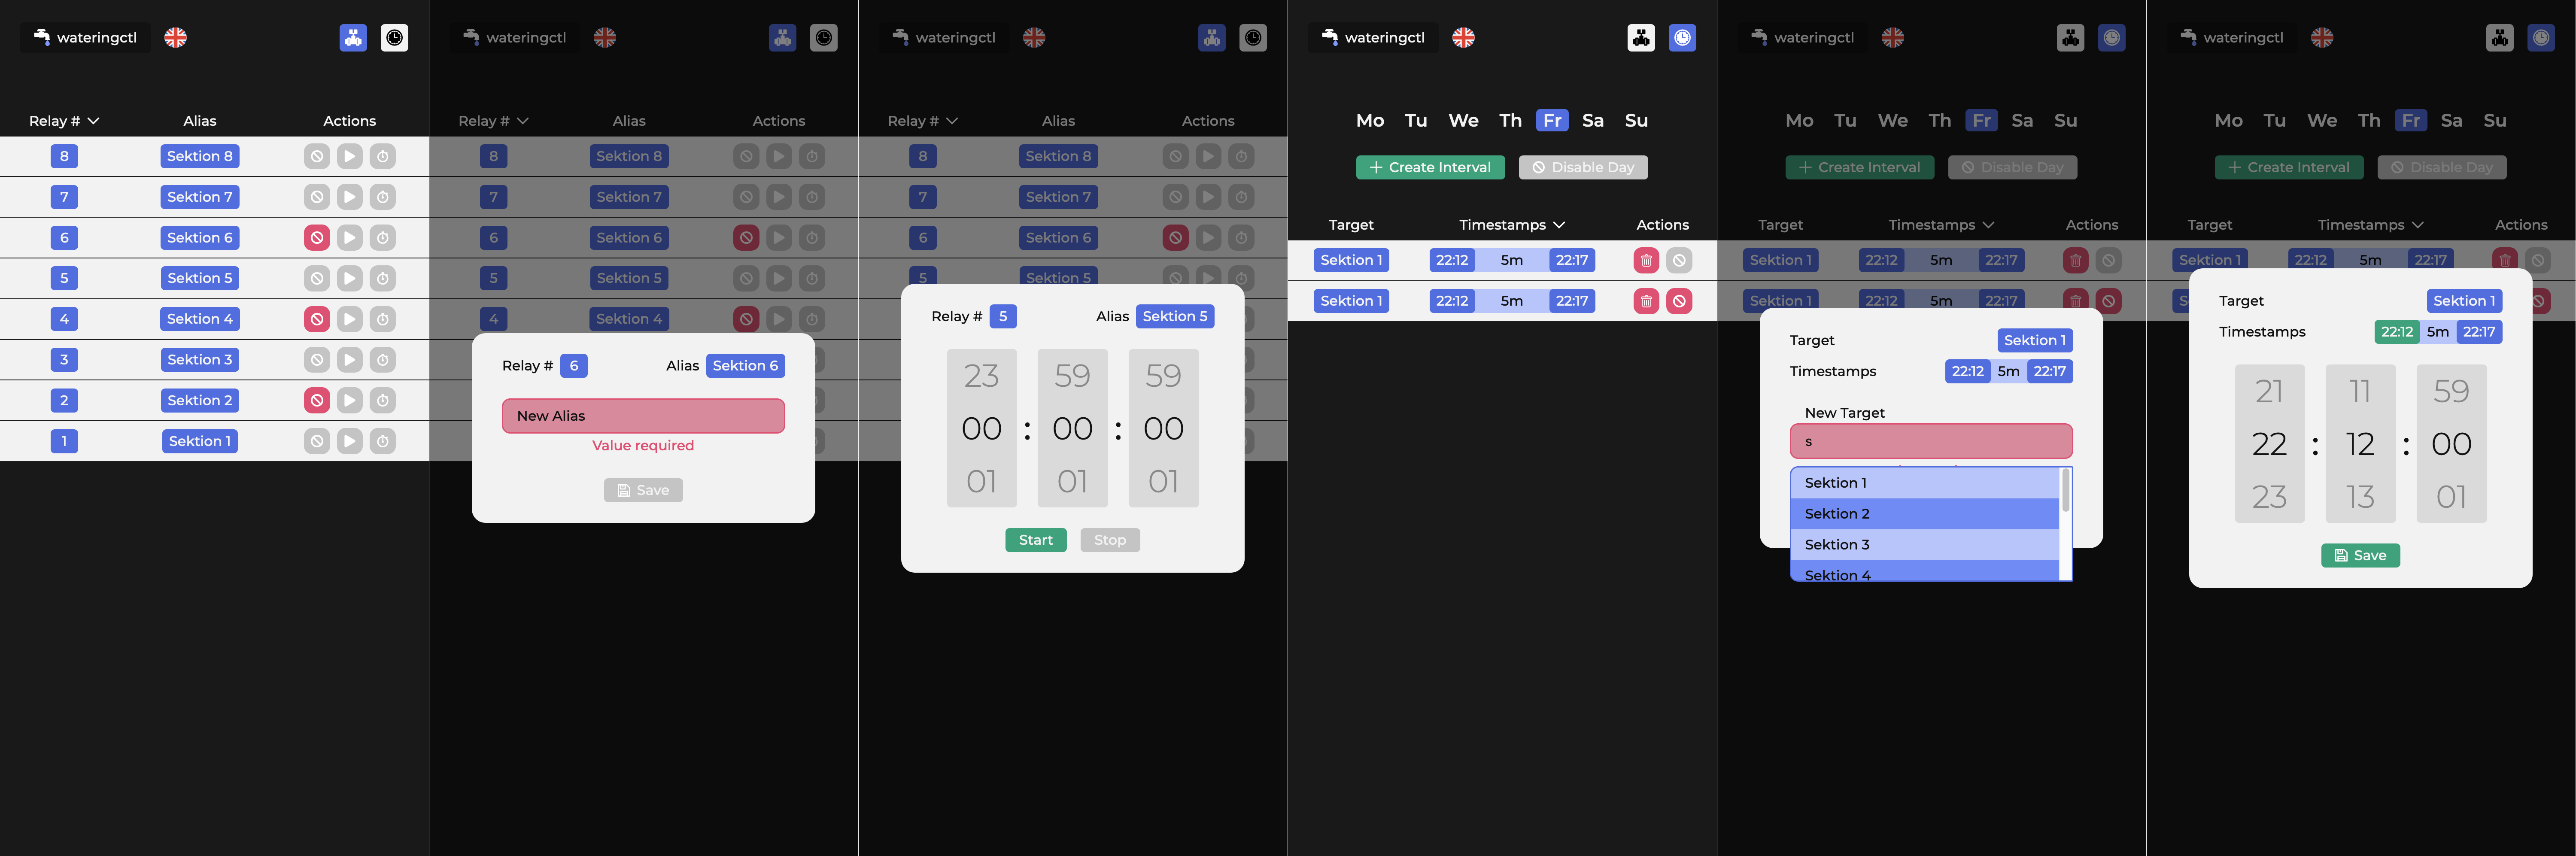 wateringctl
Relay # Alias Actions
8 Sektion 8
7 Sektion 7
6 Sektion 6
5 Sektion 5
4 Sektion 4
3 Sektion 3
2 Sektion 2
1 Sektion 1
wateringctl
Relay # Alias Actions
8 Sektion 8
7 Sektion 7
6 Sektion 6
5 Sektion 5
4 Sektion 4
Relay # 6 Alias Sektion 6
New Alias
Value required
Save
wateringctl
Relay # Alias Actions
8 Sektion 8
7 Sektion 7
6 Sektion 6
5 Sektion 5
Relay # 5 Alias Sektion 5
23 59 59
00 : 00 : 00
01 01 01
Start Stop
wateringctl
Mo Tu We Th Fr Sa Su
Create Interval Disable Day
Target Timestamps Actions
Sektion 1 22:12 5m 22:17
Sektion 1 22:12 5m 22:17
wateringctl
Mo Tu We Th Fr Sa Su
Create Interval Disable Day
Target Timestamps Actions
Sektion 1 22:12 5m 22:17
Sektion 1 22:12 5m 22:17
Target Sektion 1
Timestamps 22:12 5m 22:17
New Target
s
Sektion 1
Sektion 2
Sektion 3
Sektion 4
wateringctl
Mo Tu We Th Fr Sa Su
Create Interval Disable Day
Target Timestamps Actions
Sektion 1 22:12 5m 22:17
Target Sektion 1
Timestamps 22:12 5m 22:17
21 11 59
22 : 12 : 00
23 13 01
Save